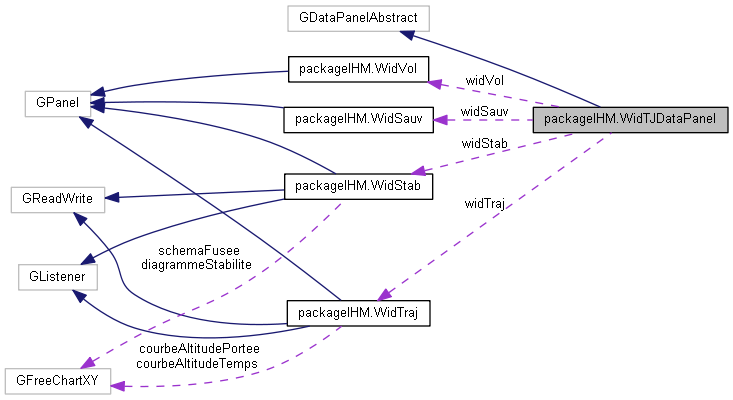 GDataPanelAbstract
packageIHM.WidVol
widVol
GPanel
packageIHM.WidSauv
widSauv
packageIHM.WidTJDataPanel
widStab
packageIHM.WidStab
GReadWrite
widTraj
schemaFusee
diagrammeStabilite
GListener
packageIHM.WidTraj
courbeAltitudePortee
courbeAltitudeTemps
GFreeChartXY